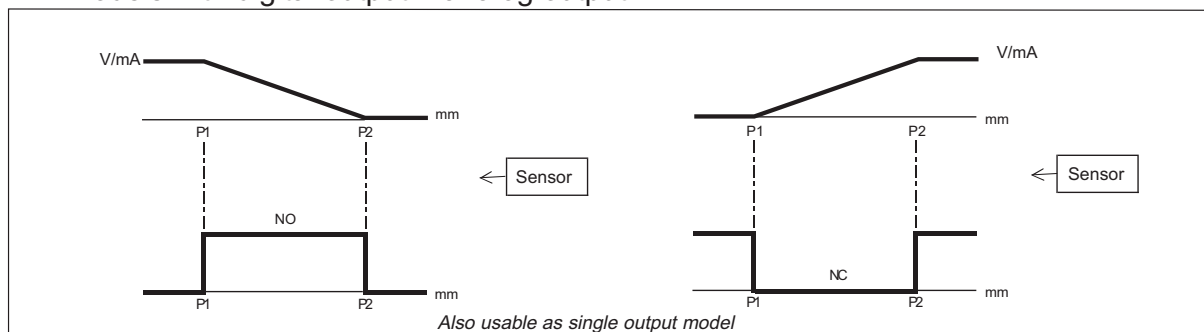 V/mA
mm
P1 P2
Sensor
NO
mm
P1 P2
V/mA
mm
P1 P2
Sensor
NC
mm
P1 P2
Also usable as single output model